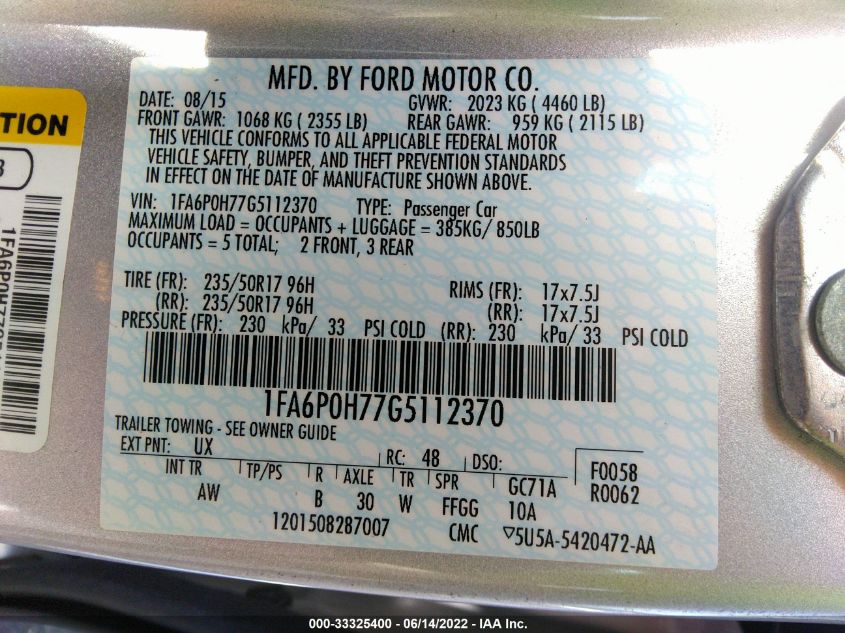 TION
3
1FA6P0H77G511
MFD. BY FORD MOTOR CO.
DATE: 08/15 GVWR: 2023 KG ( 4460 LB)
FRONT GAWR: 1068 KG ( 2355 LB) REAR GAWR: 959 KG ( 2115 LB)
THIS VEHICLE CONFORMS TO ALL APPLICABLE FEDERAL MOTOR
VEHICLE SAFETY, BUMPER, AND THEFT PREVENTION STANDARDS
IN EFFECT ON THE DATE OF MANUFACTURE SHOWN ABOVE.
VIN: 1FA6P0H77G5112370 TYPE: Passenger Car
MAXIMUM LOAD = OCCUPANTS + LUGGAGE = 385KG/ 850LB
OCCUPANTS = 5 TOTAL; 2 FRONT, 3 REAR
TIRE (FR): 235/50R17 96H RIMS (FR): 17x7.5J
(RR): 235/50R17 96H (RR): 17x7.5J
PRESSURE (FR): 230 kPa/ 33 PSI COLD (RR): 230 kPa/ 33 PSI COLD
1FA6P0H77G5112370
TRAILER TOWING - SEE OWNER GUIDE
EXT PNT: UX RC: 48 DSO: F0058
INT TR TP/PS R AXLE TR SPR GC71A R0062
AW B 30 W FFGG 10A
1201508287007 CMC ▽5U5A-5420472-AA
000-33325400 - 06/14/2022 - IAA Inc.